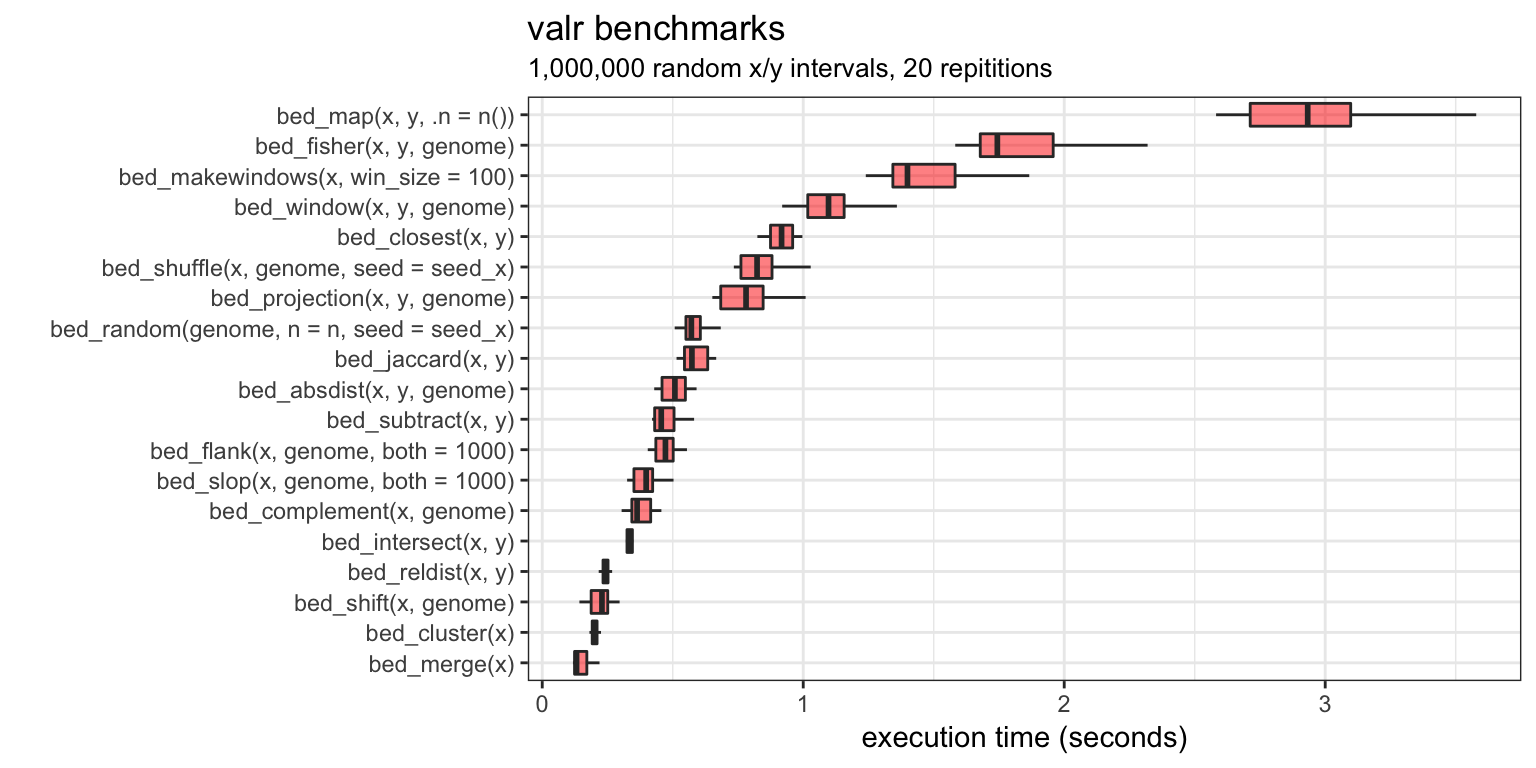 valr benchmarks
1,000,000 random x/y intervals, 20 repititions
bed_map(x, y, .n = n())
bed_fisher(x, y, genome)
bed_makewindows(x, win_size = 100)
bed_window(x, y, genome)
bed_closest(x, y)
bed_shuffle(x, genome, seed = seed_x)
bed_projection(x, y, genome)
bed_random(genome, n = n, seed = seed_x)
bed_jaccard(x, y)
bed_absdist(x, y, genome)
bed_subtract(x, y)
bed_flank(x, genome, both = 1000)
bed_slop(x, genome, both = 1000)
bed_complement(x, genome)
bed_intersect(x, y)
bed_reldist(x, y)
bed_shift(x, genome)
bed_cluster(x)
bed_merge(x)
0 1 2 3
execution time (seconds)